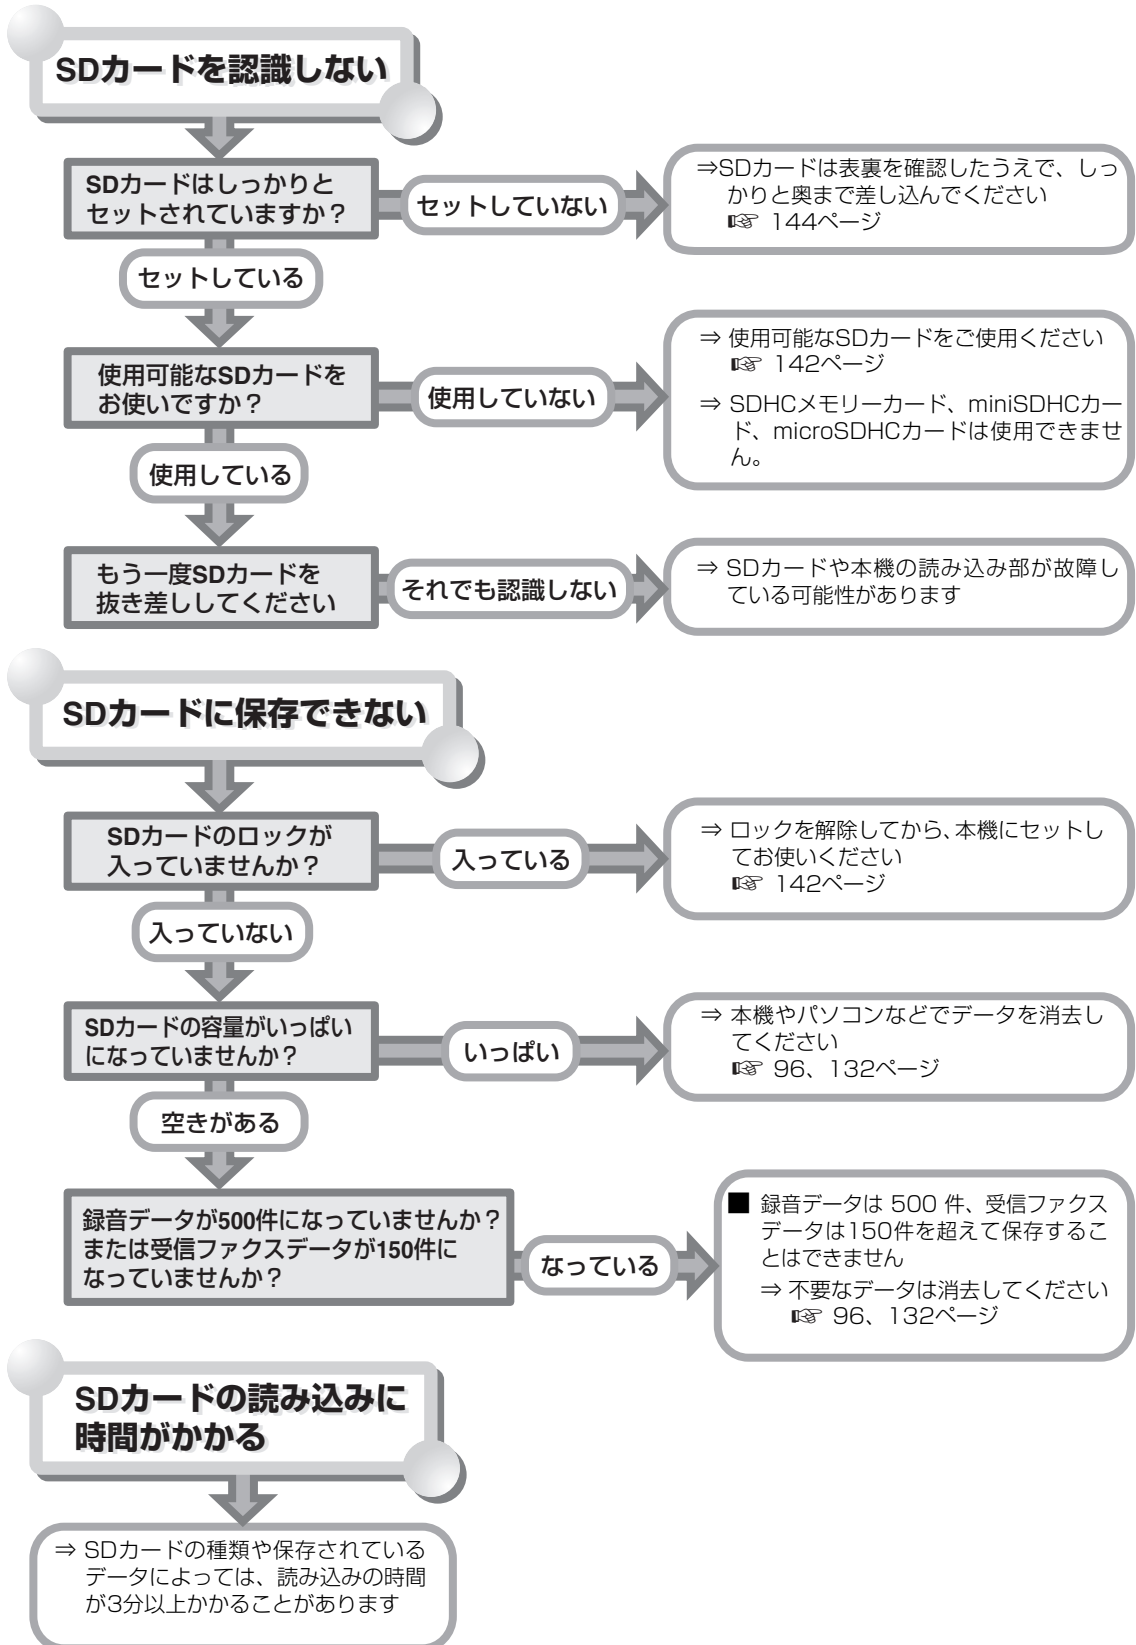 SDカードを認識しない
SDカードはしっかりと
セットされていますか？
セットしていない
⇒SDカードは表裏を確認したうえで、しっ
かりと奥まで差し込んでください
☞ 144ページ
セットしている
使用可能なSDカードを
お使いですか？
使用していない
⇒ 使用可能なSDカードをご使用ください
☞ 142ページ
⇒ SDHCメモリーカード、miniSDHCカー
ド、microSDHCカードは使用できませ
ん。
使用している
もう一度SDカードを
抜き差ししてください
それでも認識しない
⇒ SDカードや本機の読み込み部が故障し
ている可能性があります
SDカードに保存できない
SDカードのロックが
入っていませんか？
入っている
⇒ ロックを解除してから、本機にセットし
てお使いください
☞ 142ページ
入っていない
SDカードの容量がいっぱい
になっていませんか？
いっぱい
⇒ 本機やパソコンなどでデータを消去し
てください
☞ 96、132ページ
空きがある
録音データが500件になっていませんか？
または受信ファクスデータが150件に
なっていませんか？
なっている
■ 録音データは 500 件、受信ファクス
データは150件を超えて保存するこ
とはできません
⇒ 不要なデータは消去してください
☞ 96、132ページ
SDカードの読み込みに
時間がかかる
⇒ SDカードの種類や保存されている
データによっては、読み込みの時間
が3分以上かかることがあります